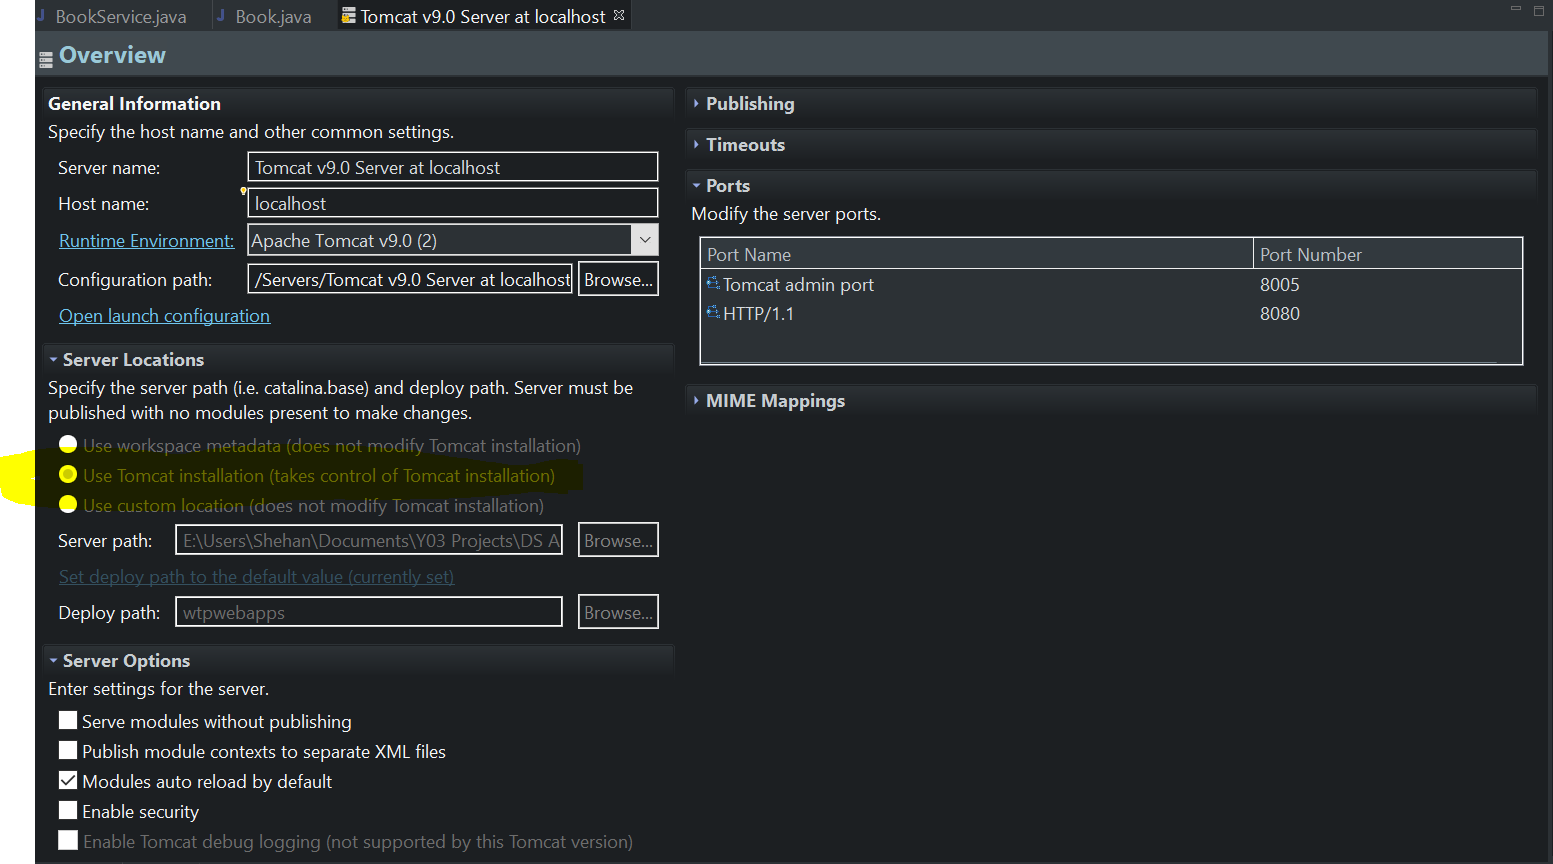 BookService.java
Book.java
Tomcat v9.0 Server at localhost
Overview
General Information
Specify the host name and other common settings.
Server name:
Tomcat v9.0 Server at localhost
Host name:
localhost
Runtime Environment:
Apache Tomcat v9.0 (2)
Configuration path:
/Servers/Tomcat v9.0 Server at localhost
Browse...
Open launch configuration
Server Locations
Specify the server path (i.e. catalina.base) and deploy path. Server must be
published with no modules present to make changes.
Use workspace metadata (does not modify Tomcat installation)
Use Tomcat installation (takes control of Tomcat installation)
Use custom location (does not modify Tomcat installation)
Server path:
E:\Users\Shehan\Documents\Y03 Projects\DS A
Browse...
Set deploy path to the default value (currently set)
Deploy path:
wtpwebapps
Browse...
Server Options
Enter settings for the server.
Serve modules without publishing
Publish module contexts to separate XML files
Modules auto reload by default
Enable security
Enable Tomcat debug logging (not supported by this Tomcat version)
Publishing
Timeouts
Ports
Modify the server ports.
Port Name Port Number
Tomcat admin port 8005
HTTP/1.1 8080
MIME Mappings